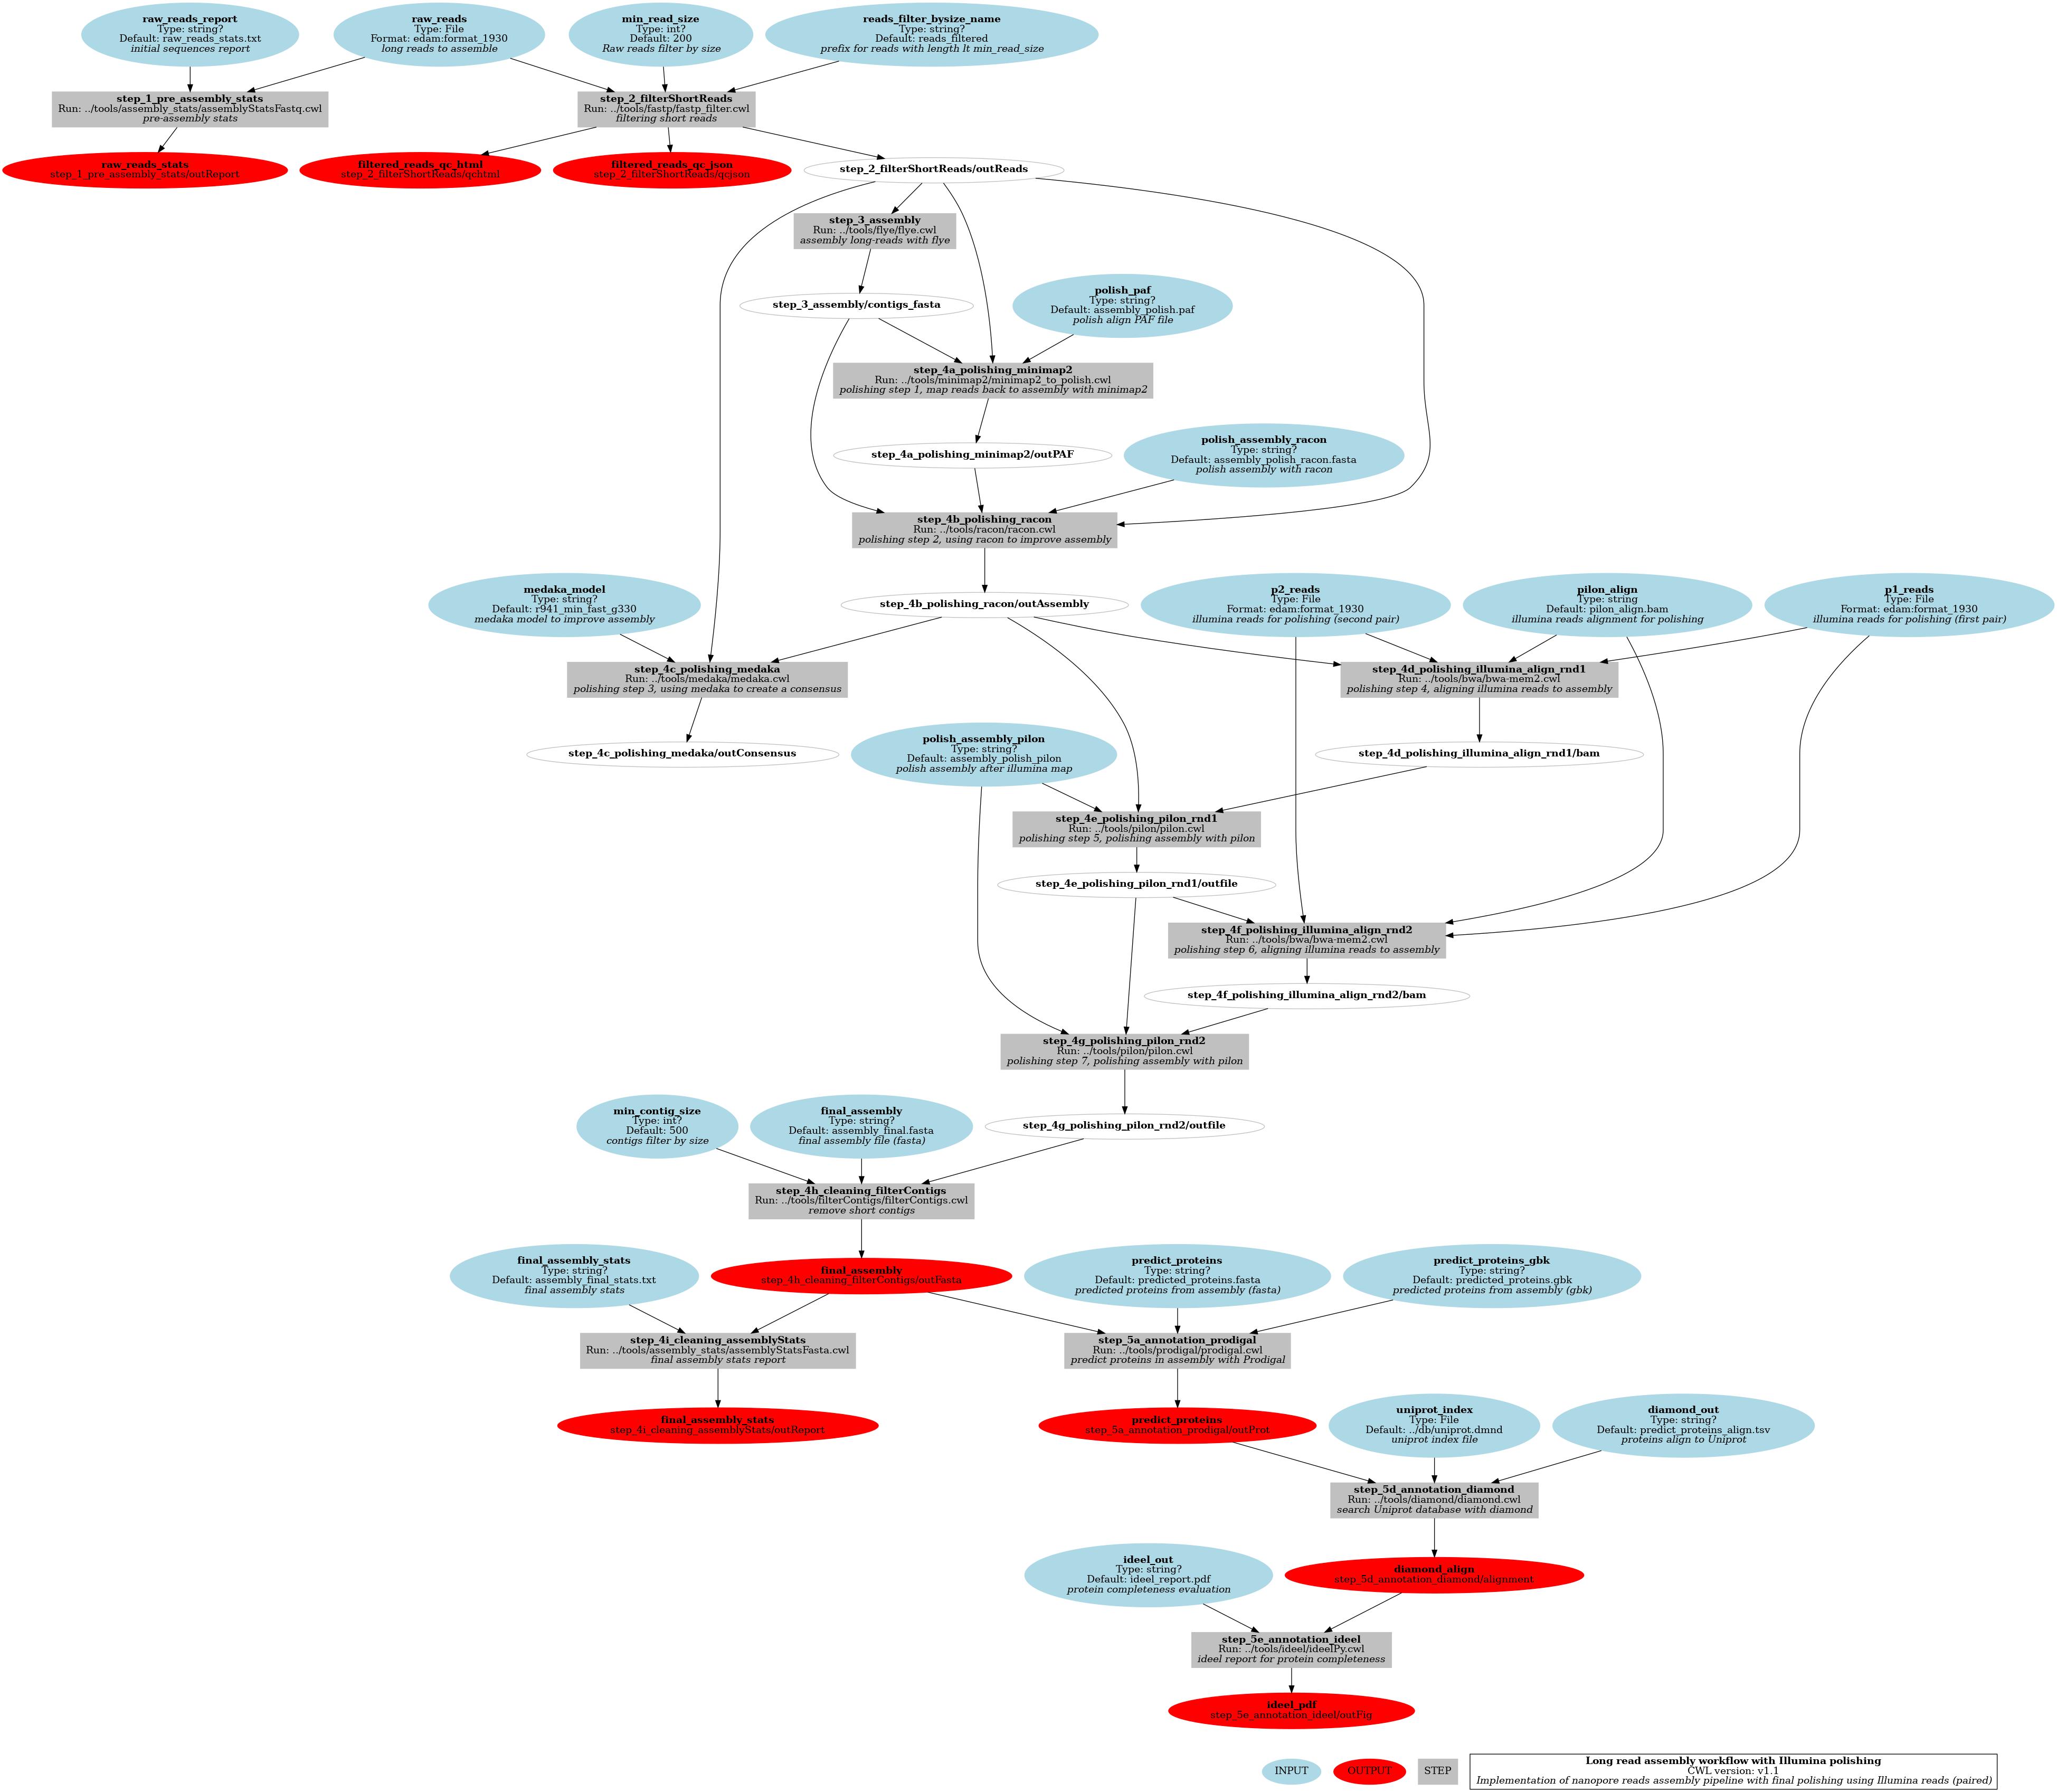 raw_reads_report
Type: string?
Default: raw_reads_stats.txt
initial sequences report
raw_reads
Type: File
Format: edam:format_1930
long reads to assemble
min_read_size
Type: int?
Default: 200
Raw reads filter by size
reads_filter_bysize_name
Type: string?
Default: reads_filtered
prefix for reads with length lt min_read_size
step_1_pre_assembly_stats
Run: ../tools/assembly_stats/assemblyStatsFastq.cwl
pre-assembly stats
step_2_filterShortReads
Run: ../tools/fastp/fastp_filter.cwl
filtering short reads
raw_reads_stats
step_1_pre_assembly_stats/outReport
filtered_reads_qc_html
step_2_filterShortReads/qchtml
filtered_reads_qc_json
step_2_filterShortReads/qcjson
step_2_filterShortReads/outReads
step_3_assembly
Run: ../tools/flye/flye.cwl
assembly long-reads with flye
step_3_assembly/contigs_fasta
polish_paf
Type: string?
Default: assembly_polish.paf
polish align PAF file
step_4a_polishing_minimap2
Run: ../tools/minimap2/minimap2_to_polish.cwl
polishing step 1, map reads back to assembly with minimap2
step_4a_polishing_minimap2/outPAF
polish_assembly_racon
Type: string?
Default: assembly_polish_racon.fasta
polish assembly with racon
step_4b_polishing_racon
Run: ../tools/racon/racon.cwl
polishing step 2, using racon to improve assembly
medaka_model
Type: string?
Default: r941_min_fast_g330
medaka model to improve assembly
step_4b_polishing_racon/outAssembly
p2_reads
Type: File
Format: edam:format_1930
illumina reads for polishing (second pair)
pilon_align
Type: string
Default: pilon_align.bam
illumina reads alignment for polishing
p1_reads
Type: File
Format: edam:format_1930
illumina reads for polishing (first pair)
step_4c_polishing_medaka
Run: ../tools/medaka/medaka.cwl
polishing step 3, using medaka to create a consensus
step_4d_polishing_illumina_align_rnd1
Run: ../tools/bwa/bwa-mem2.cwl
polishing step 4, aligning illumina reads to assembly
step_4c_polishing_medaka/outConsensus
polish_assembly_pilon
Type: string?
Default: assembly_polish_pilon
polish assembly after illumina map
step_4d_polishing_illumina_align_rnd1/bam
step_4e_polishing_pilon_rnd1
Run: ../tools/pilon/pilon.cwl
polishing step 5, polishing assembly with pilon
step_4e_polishing_pilon_rnd1/outfile
step_4f_polishing_illumina_align_rnd2
Run: ../tools/bwa/bwa-mem2.cwl
polishing step 6, aligning illumina reads to assembly
step_4f_polishing_illumina_align_rnd2/bam
step_4g_polishing_pilon_rnd2
Run: ../tools/pilon/pilon.cwl
polishing step 7, polishing assembly with pilon
min_contig_size
Type: int?
Default: 500
contigs filter by size
final_assembly
Type: string?
Default: assembly_final.fasta
final assembly file (fasta)
step_4g_polishing_pilon_rnd2/outfile
step_4h_cleaning_filterContigs
Run: ../tools/filterContigs/filterContigs.cwl
remove short contigs
final_assembly_stats
Type: string?
Default: assembly_final_stats.txt
final assembly stats
final_assembly
step_4h_cleaning_filterContigs/outFasta
predict_proteins
Type: string?
Default: predicted_proteins.fasta
predicted proteins from assembly (fasta)
predict_proteins_gbk
Type: string?
Default: predicted_proteins.gbk
predicted proteins from assembly (gbk)
step_4i_cleaning_assemblyStats
Run: ../tools/assembly_stats/assemblyStatsFasta.cwl
final assembly stats report
step_5a_annotation_prodigal
Run: ../tools/prodigal/prodigal.cwl
predict proteins in assembly with Prodigal
final_assembly_stats
step_4i_cleaning_assemblyStats/outReport
predict_proteins
step_5a_annotation_prodigal/outProt
uniprot_index
Type: File
Default: ../db/uniprot.dmnd
uniprot index file
diamond_out
Type: string?
Default: predict_proteins_align.tsv
proteins align to Uniprot
step_5d_annotation_diamond
Run: ../tools/diamond/diamond.cwl
search Uniprot database with diamond
ideel_out
Type: string?
Default: ideel_report.pdf
protein completeness evaluation
diamond_align
step_5d_annotation_diamond/alignment
step_5e_annotation_ideel
Run: ../tools/ideel/ideelPy.cwl
ideel report for protein completeness
ideel_pdf
step_5e_annotation_ideel/outFig
INPUT
OUTPUT
STEP
Long read assembly workflow with Illumina polishing
CWL version: v1.1
Implementation of nanopore reads assembly pipeline with final polishing using Illumina reads (paired)